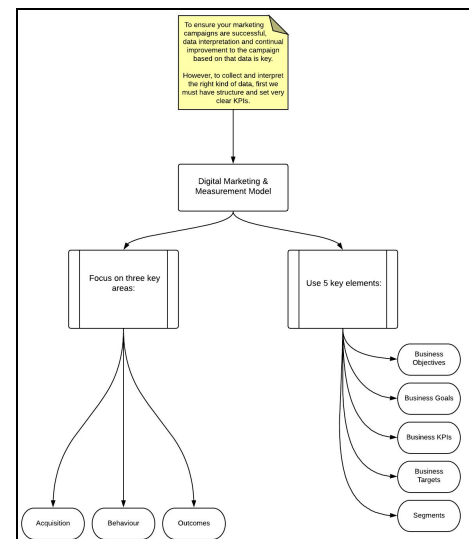 To ensure your marketing
campaigns are successful,
data interpretation and continual
improvement to the campaign
based on that data is key.
However, to collect and interpret
the right kind of data, first we
must have structure and set very
clear KPIs.
Digital Marketing &
Measurement Model
Focus on three key
areas:
Use 5 key elements:
Business
Objectives
Business Goals
Business KPIs
Business
Targets
Segments
Acquisition
Behaviour
Outcomes